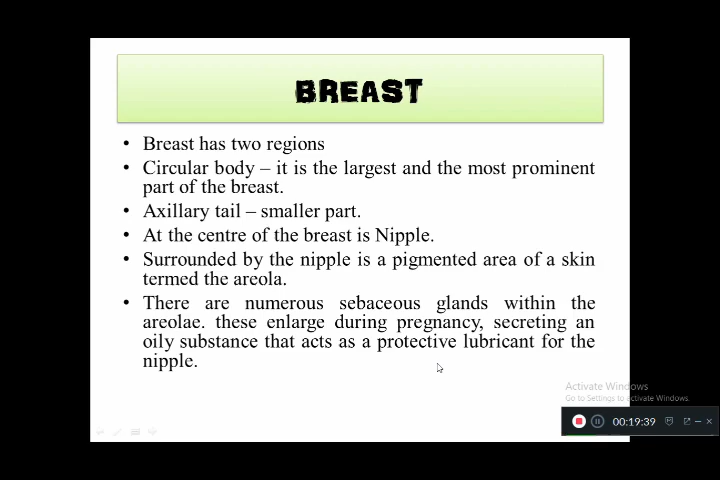 BREAST
• Breast has two regions
• Circular body – it is the largest and the most prominent
part of the breast.
• Axillary tail – smaller part.
• At the centre of the breast is Nipple.
• Surrounded by the nipple is a pigmented area of a skin
termed the areola.
• There are numerous sebaceous glands within the
areolae. these enlarge during pregnancy, secreting an
oily substance that acts as a protective lubricant for the
nipple.
Activate Windows
Go to Settings to activate Windows.
00:19:39